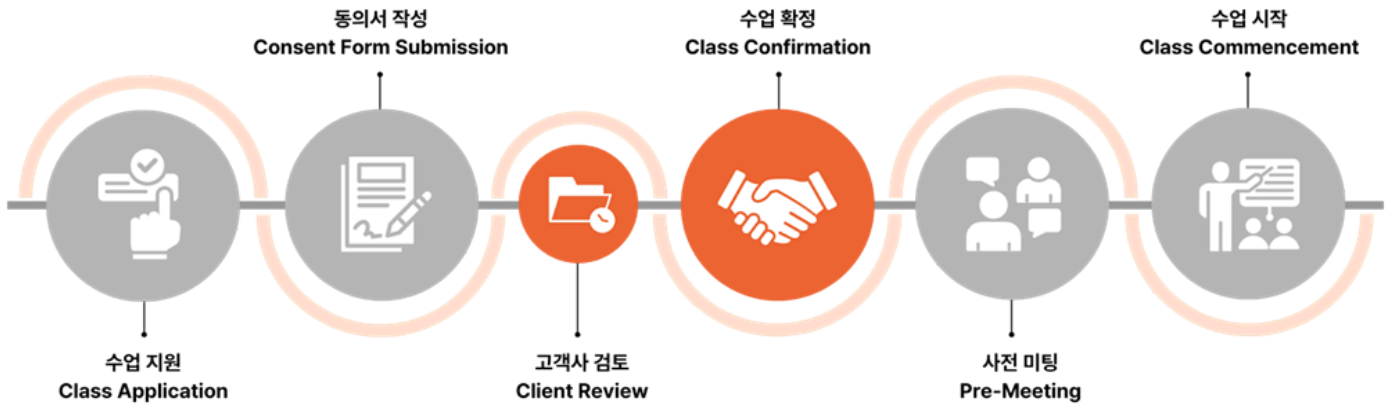 동의서 작성
Consent Form Submission
수업 확정
Class Confirmation
수업 시작
Class Commencement
수업 지원
Class Application
고객사 검토
Client Review
사전 미팅
Pre-Meeting